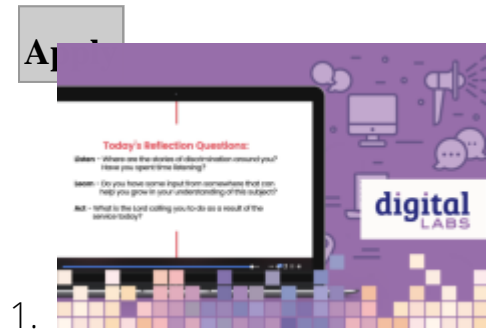 Today's Reflection Questions:
Listen - Where are the stories of discrimination around you?
Have you spent time listening?
Learn - Do you have some input from somewhere that can
help you grow in your understanding of this subject?
Act - What is the Lord calling you to do as a result of the
service today?
digital
LABS
1.